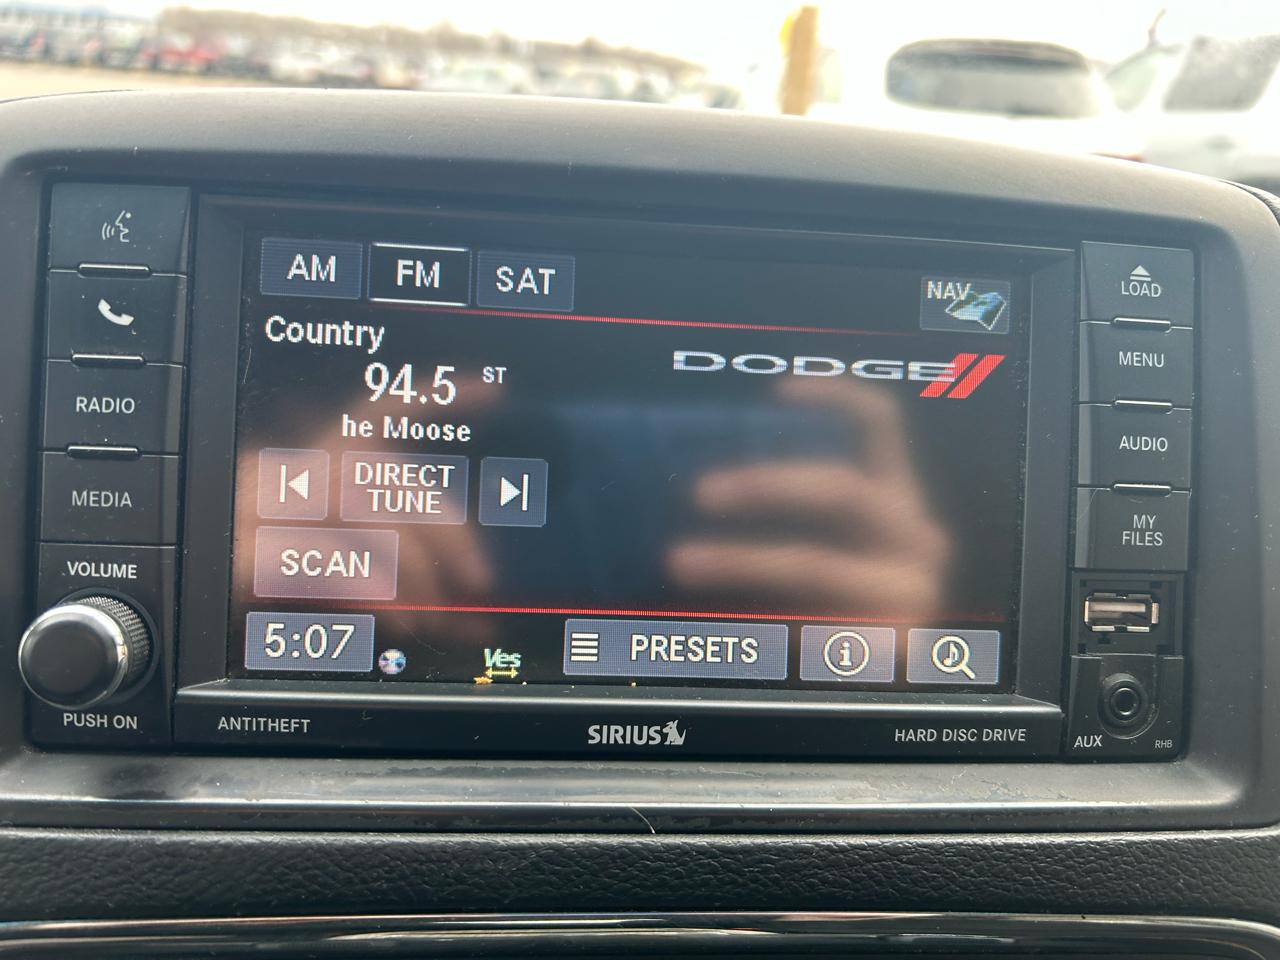 AM FM SAT
NAV
LOAD
Country
DODGE
94.5 ST
MENU
he Moose
RADIO
DIRECT
TUNE
AUDIO
MEDIA
MY
FILES
SCAN
VOLUME
5:07
Ves
PRESETS
PUSH ON
ANTITHEFT
SIRIUS
HARD DISC DRIVE
AUX
RHB